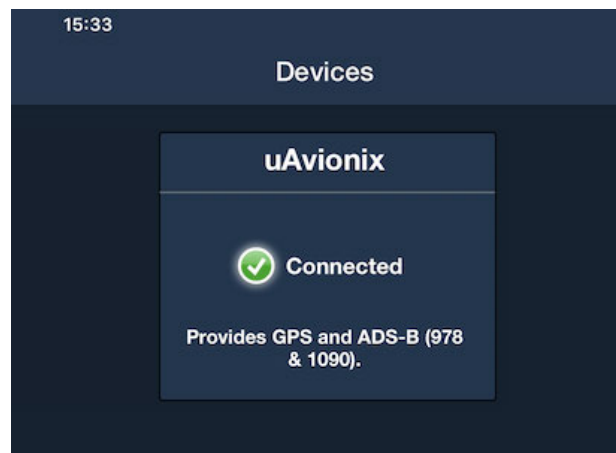 15:33
Devices
uAvionix
Connected
Provides GPS and ADS-B (978
& 1090).